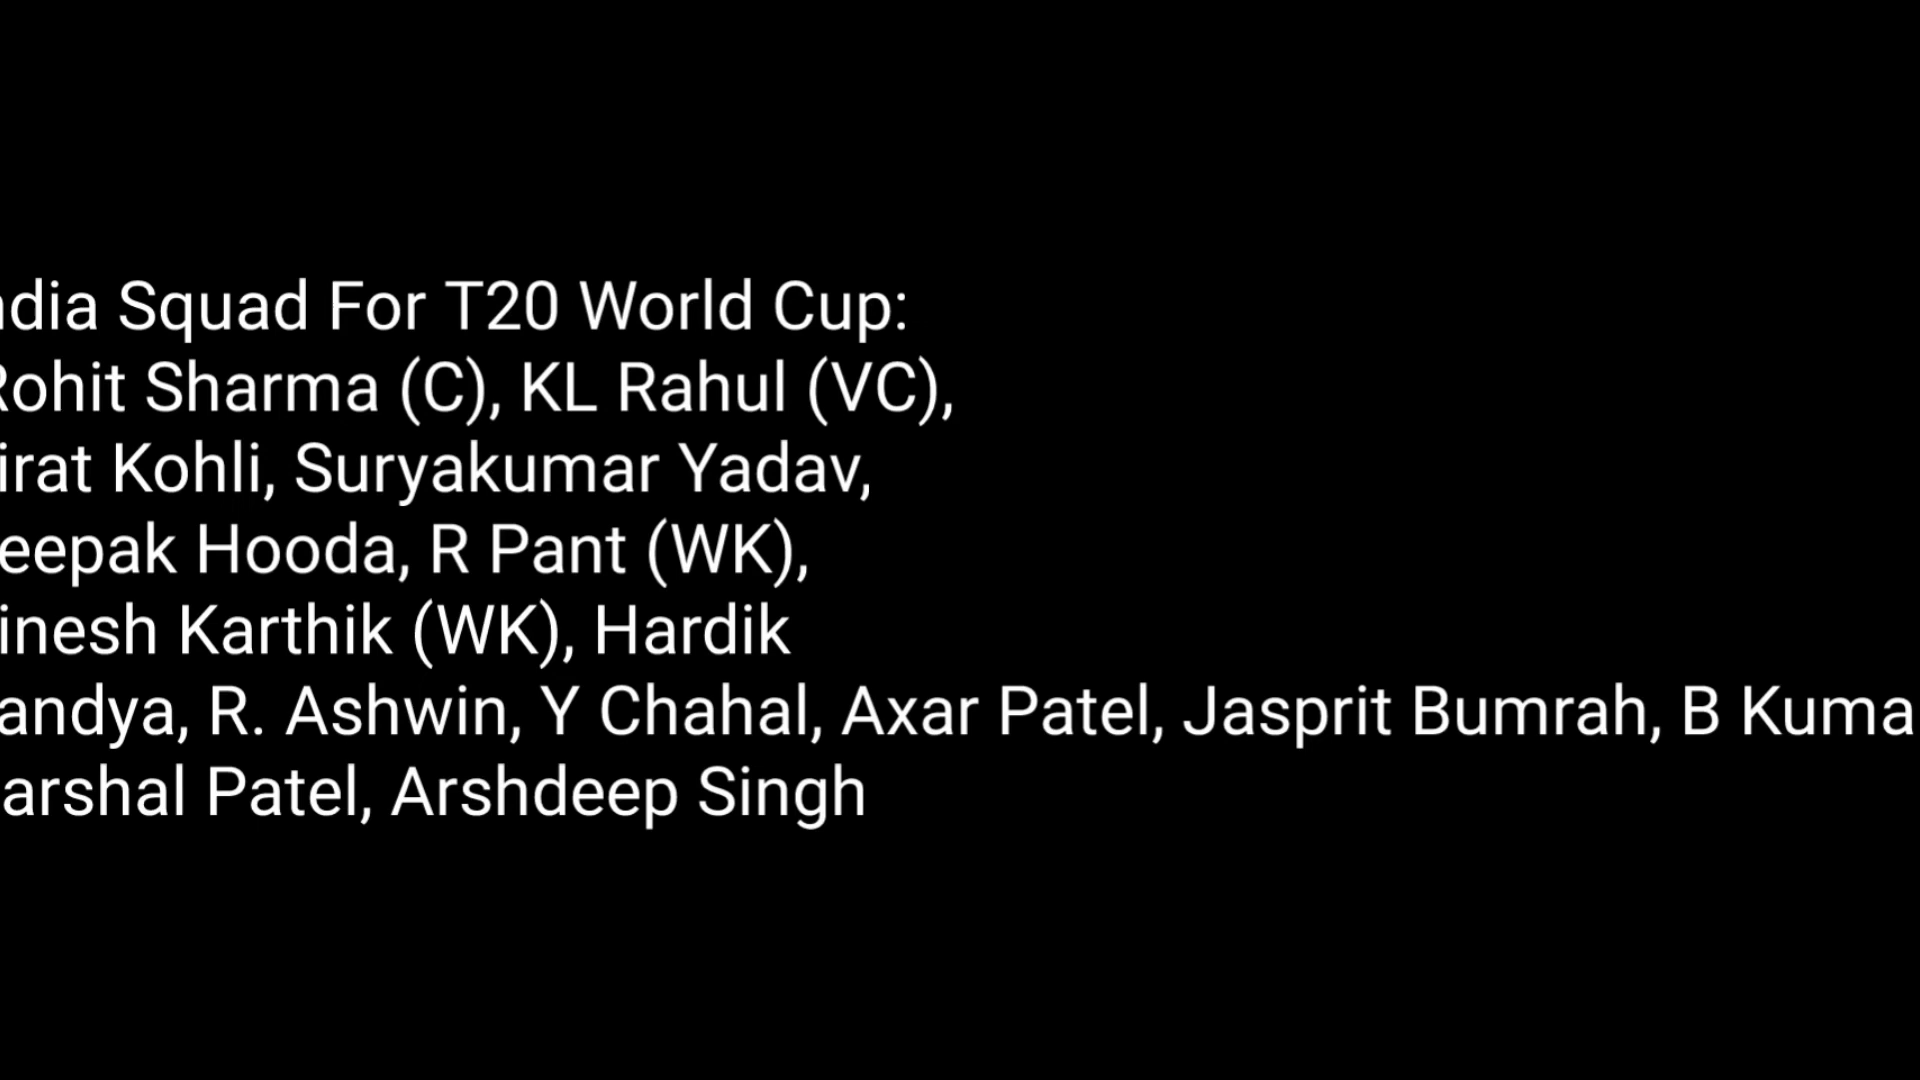 ndia Squad For T20 World Cup:
Rohit Sharma (C), KL Rahul (VC),
irat Kohli, Suryakumar Yadav,
eepak Hooda, R Pant (WK),
inesh Karthik (WK), Hardik
andya, R. Ashwin, Y Chahal, Axar Patel, Jasprit Bumrah, B Kuma
arshal Patel, Arshdeep Singh